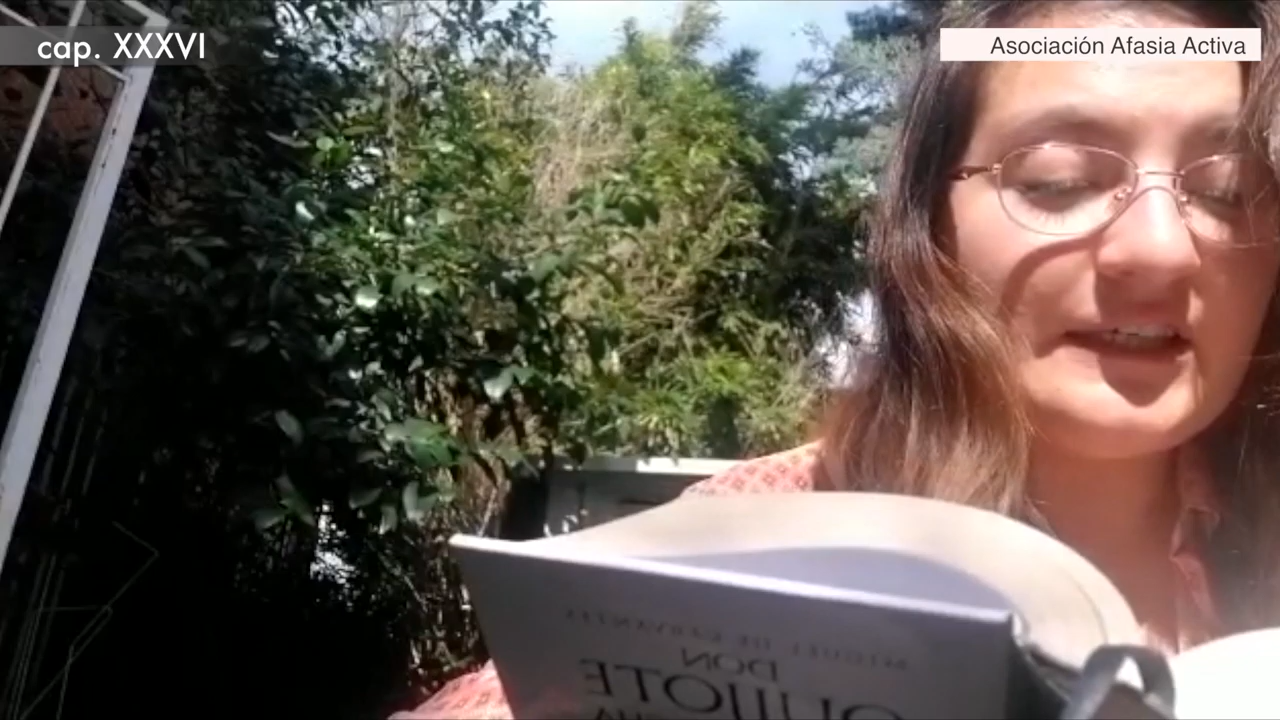 cap. XXXVI
Asociación Afasia Activa
MIGUEL DE CERVANTES
DON
QUIJOTE